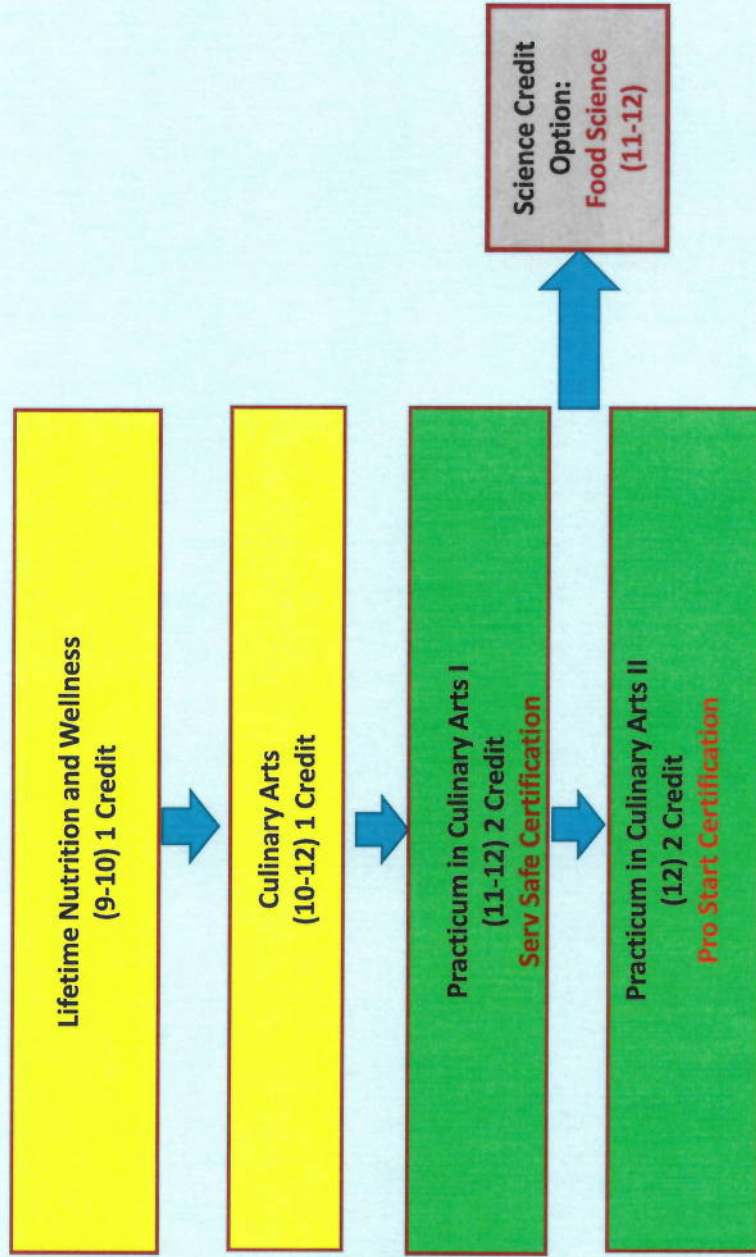 Lifetime Nutrition and Wellness
(9-10) 1 Credit
Culinary Arts
(10-12) 1 Credit
Practicum in Culinary Arts I
(11-12) 2 Credit
Serv Safe Certification
Practicum in Culinary Arts II
(12) 2 Credit
Pro Start Certification
Science Credit
Option:
Food Science
(11-12)